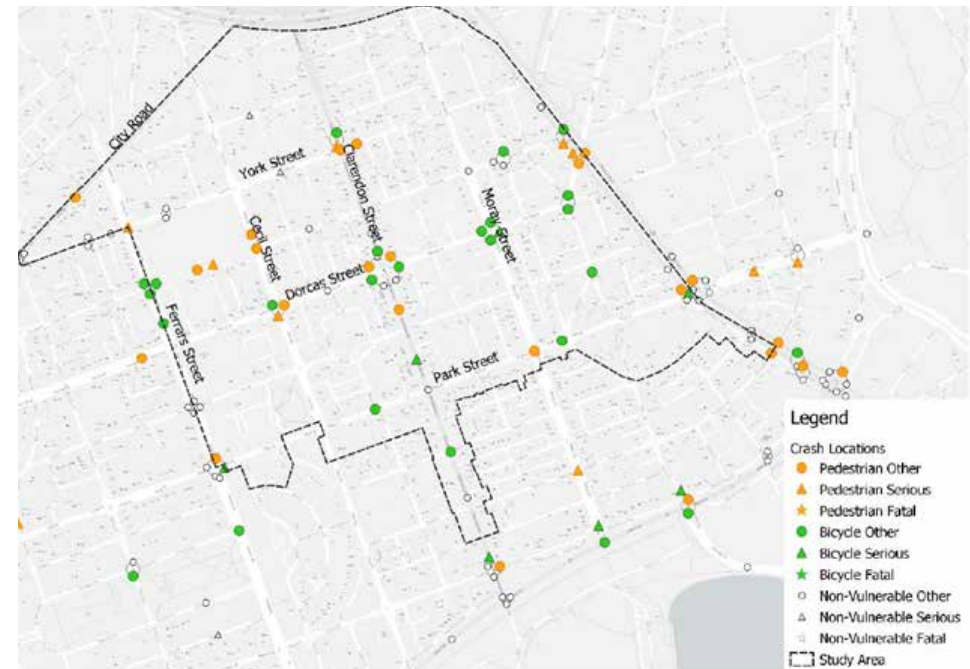 City Road
York Street
Clarendon Street
Cecil Street
Moray Street
Dorcas Street
Ferrars Street
Park Street
Legend
Crash Locations
Pedestrian Other
Pedestrian Serious
Pedestrian Fatal
Bicycle Other
Bicycle Serious
Bicycle Fatal
Non-Vulnerable Other
Non-Vulnerable Serious
Non-Vulnerable Fatal
Study Area